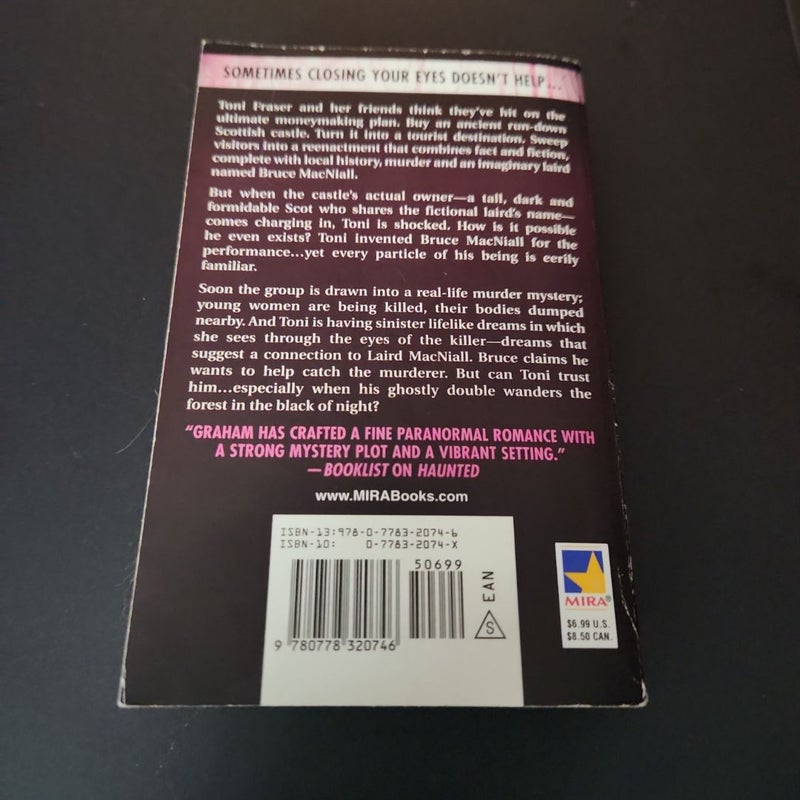 SOMETIMES CLOSING YOUR EYES DOESN'T HELP...
Toni Fraser and her friends think they've hit on the
ultimate moneymaking plan. Buy an ancient run-down
Scottish castle. Turn it into a tourist destination. Sweep
visitors into a reenactment that combines fact and fiction,
complete with local history, murder and an imaginary laird
named Bruce MacNiall.
But when the castle's actual owner—a tall, dark and
formidable Scot who shares the fictional laird's name—
comes charging in, Toni is shocked. How is it possible
he even exists? Toni invented Bruce MacNiall for the
performance...yet every particle of his being is eerily
familiar.
Soon the group is drawn into a real-life murder mystery;
young women are being killed, their bodies dumped
nearby. And Toni is having sinister lifelike dreams in which
she sees through the eyes of the killer—dreams that
suggest a connection to Laird MacNiall. Bruce claims he
wants to help catch the murderer. But can Toni trust
him...especially when his ghostly double wanders the
forest in the black of night?
"GRAHAM HAS CRAFTED A FINE PARANORMAL ROMANCE WITH
A STRONG MYSTERY PLOT AND A VIBRANT SETTING."
—BOOKLIST ON HAUNTED
www.MIRABooks.com
ISBN-13:978-0-7783-2074-6
ISBN-10: 0-7783-2074-X
50699
EAN
S
9 780778 320746
MIRA®
$6.99 U.S.
$8.50 CAN.